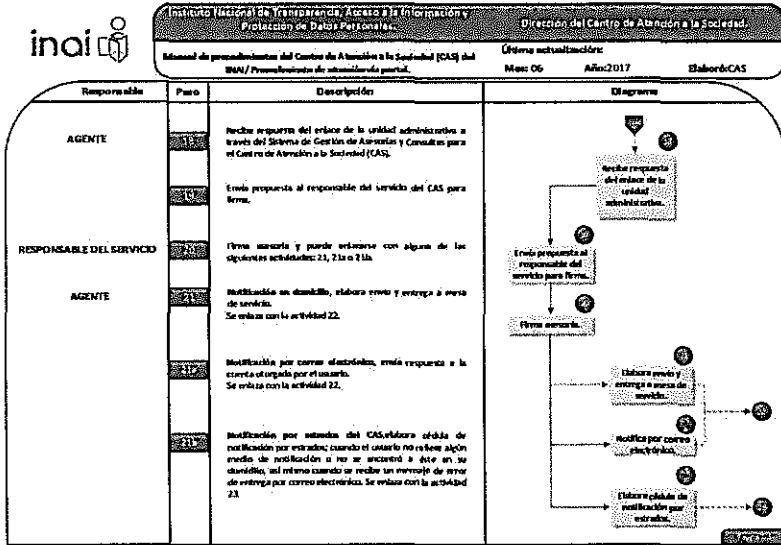 inai
Instituto Nacional de Transparencia, Acceso a la Información y
Protección de Datos Personales.
Dirección del Centro de Atención a la Sociedad.
Manual de procedimientos del Centro de Atención a la Sociedad (CAS) del
INAI/ Procedimiento de atención vía postal.
Última actualización:
Mes: 06 Año:2017 Elaboró:CAS
Responsable Paso Descripción Diagrama
AGENTE
Recibe respuesta del enlace de la unidad administrativa a
través del Sistema de Gestión de Asesorías y Consultas para
el Centro de Atención a la Sociedad (CAS).
Envía propuesta al responsable del servicio del CAS para
firma.
RESPONSABLE DEL SERVICIO
20
Firma asesoría y puede enlazarse con alguna de las
siguientes actividades: 21, 21a o 21b.
AGENTE
21
Notificación en domicilio, elabora envío y entrega a mesa
de servicio.
Se enlaza con la actividad 22.
Notificación por correo electrónico, envía respuesta a la
cuenta otorgada por el usuario.
Se enlaza con la actividad 22.
Notificación por estrados del CAS,elabora cédula de
notificación por estrados; cuando el usuario no refiere algún
medio de notificación o no se encontró a éste en su
domicilio, así mismo cuando se recibe un mensaje de error
de entrega por correo electrónico. Se enlaza con la actividad
23.
Recibe respuesta
del enlace de la
unidad
administrativa.
Envía propuesta al
responsable del
servicio para firma.
Firma asesoría.
Elabora envío y
entrega a mesa de
servicio.
Notifica por correo
electrónico.
Elabora cédula de
notificación por
estrados.